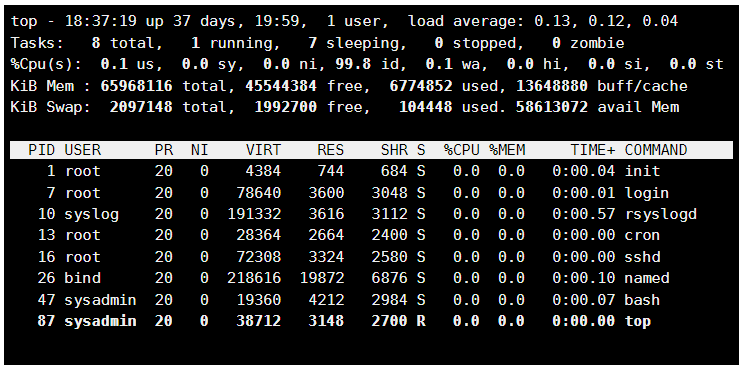 top - 18:37:19 up 37 days, 19:59,  1 user,  load average: 0.13, 0.12, 0.04
Tasks:   8 total,   1 running,   7 sleeping,   0 stopped,   0 zombie
%Cpu(s):  0.1 us,  0.0 sy,  0.0 ni, 99.8 id,  0.1 wa,  0.0 hi,  0.0 si,  0.0 st
KiB Mem : 65968116 total, 45544384 free,  6774852 used, 13648880 buff/cache
KiB Swap:  2097148 total,  1992700 free,   104448 used. 58613072 avail Mem
  PID USER      PR  NI    VIRT    RES    SHR S  %CPU %MEM     TIME+ COMMAND
    1 root      20   0    4384    744    684 S   0.0  0.0   0:00.04 init
    7 root      20   0   78640   3600   3048 S   0.0  0.0   0:00.01 login
   10 syslog    20   0  191332   3616   3112 S   0.0  0.0   0:00.57 rsyslogd
   13 root      20   0   28364   2664   2400 S   0.0  0.0   0:00.00 cron
   16 root      20   0   72308   3324   2580 S   0.0  0.0   0:00.00 sshd
   26 bind      20   0  218616  19872   6876 S   0.0  0.0   0:00.10 named
   47 sysadmin  20   0   19360   4212   2984 S   0.0  0.0   0:00.07 bash
   87 sysadmin  20   0   38712   3148   2700 R   0.0  0.0   0:00.00 top